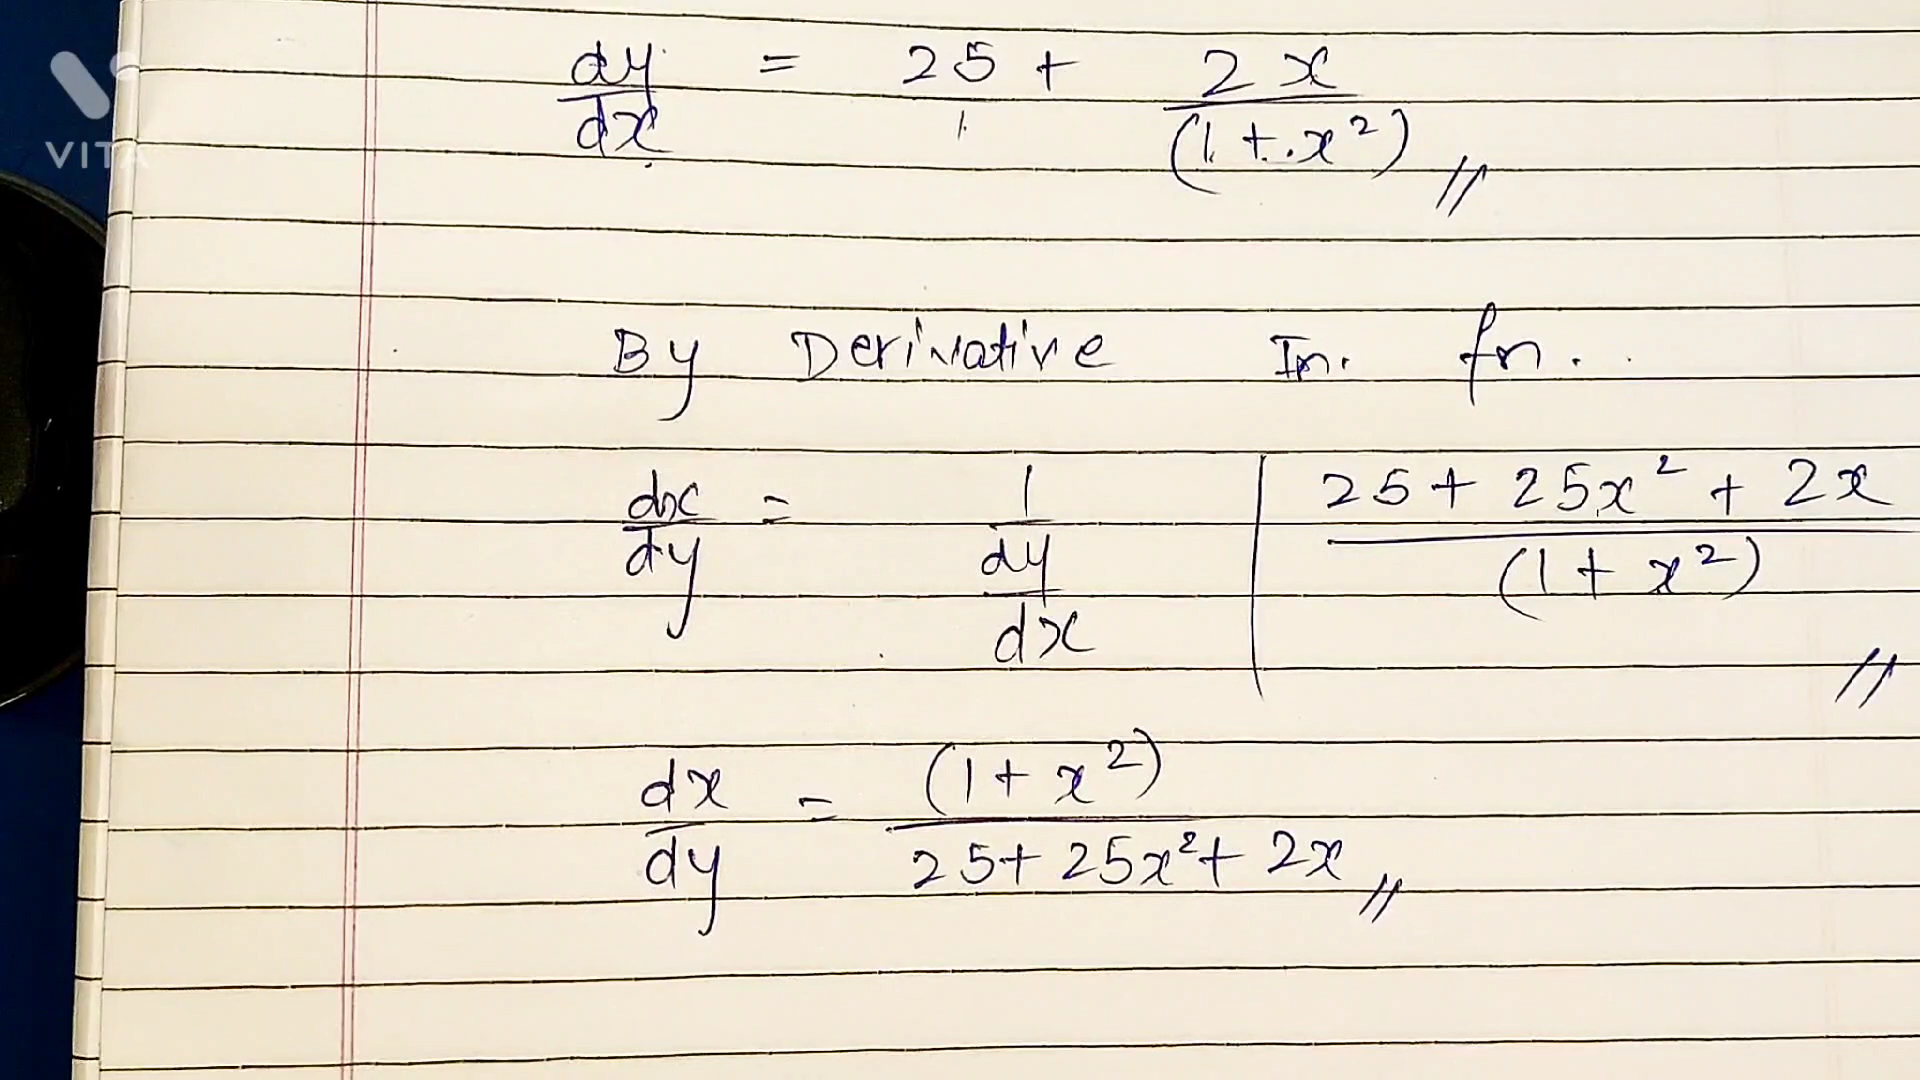 VITA
dy/dx = 25/1 + 2x/(1+x²) //
By Derivative In. fn.
dx/dy = 1/(dy/dx) | (25+25x²+2x)/(1+x²) //
dx/dy = (1+x²)/(25+25x²+2x) //